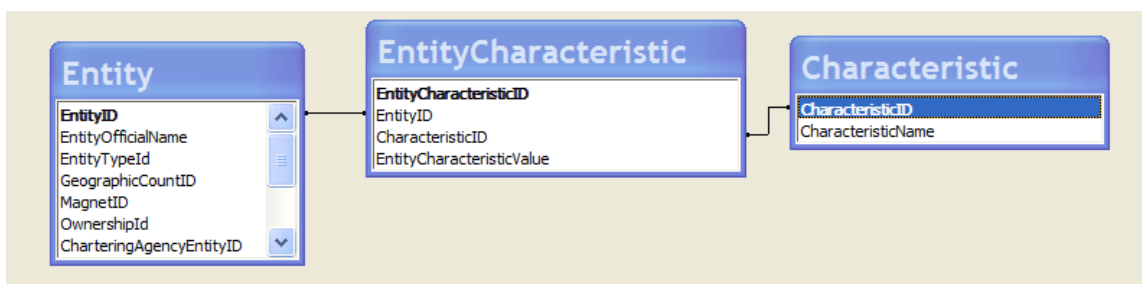 Entity
EntityID
EntityOfficialName
EntityTypeId
GeographicCountID
MagnetID
OwnershipId
CharteringAgencyEntityID
EntityCharacteristic
EntityCharacteristicID
EntityID
CharacteristicID
EntityCharacteristicValue
Characteristic
CharacteristicID
CharacteristicName